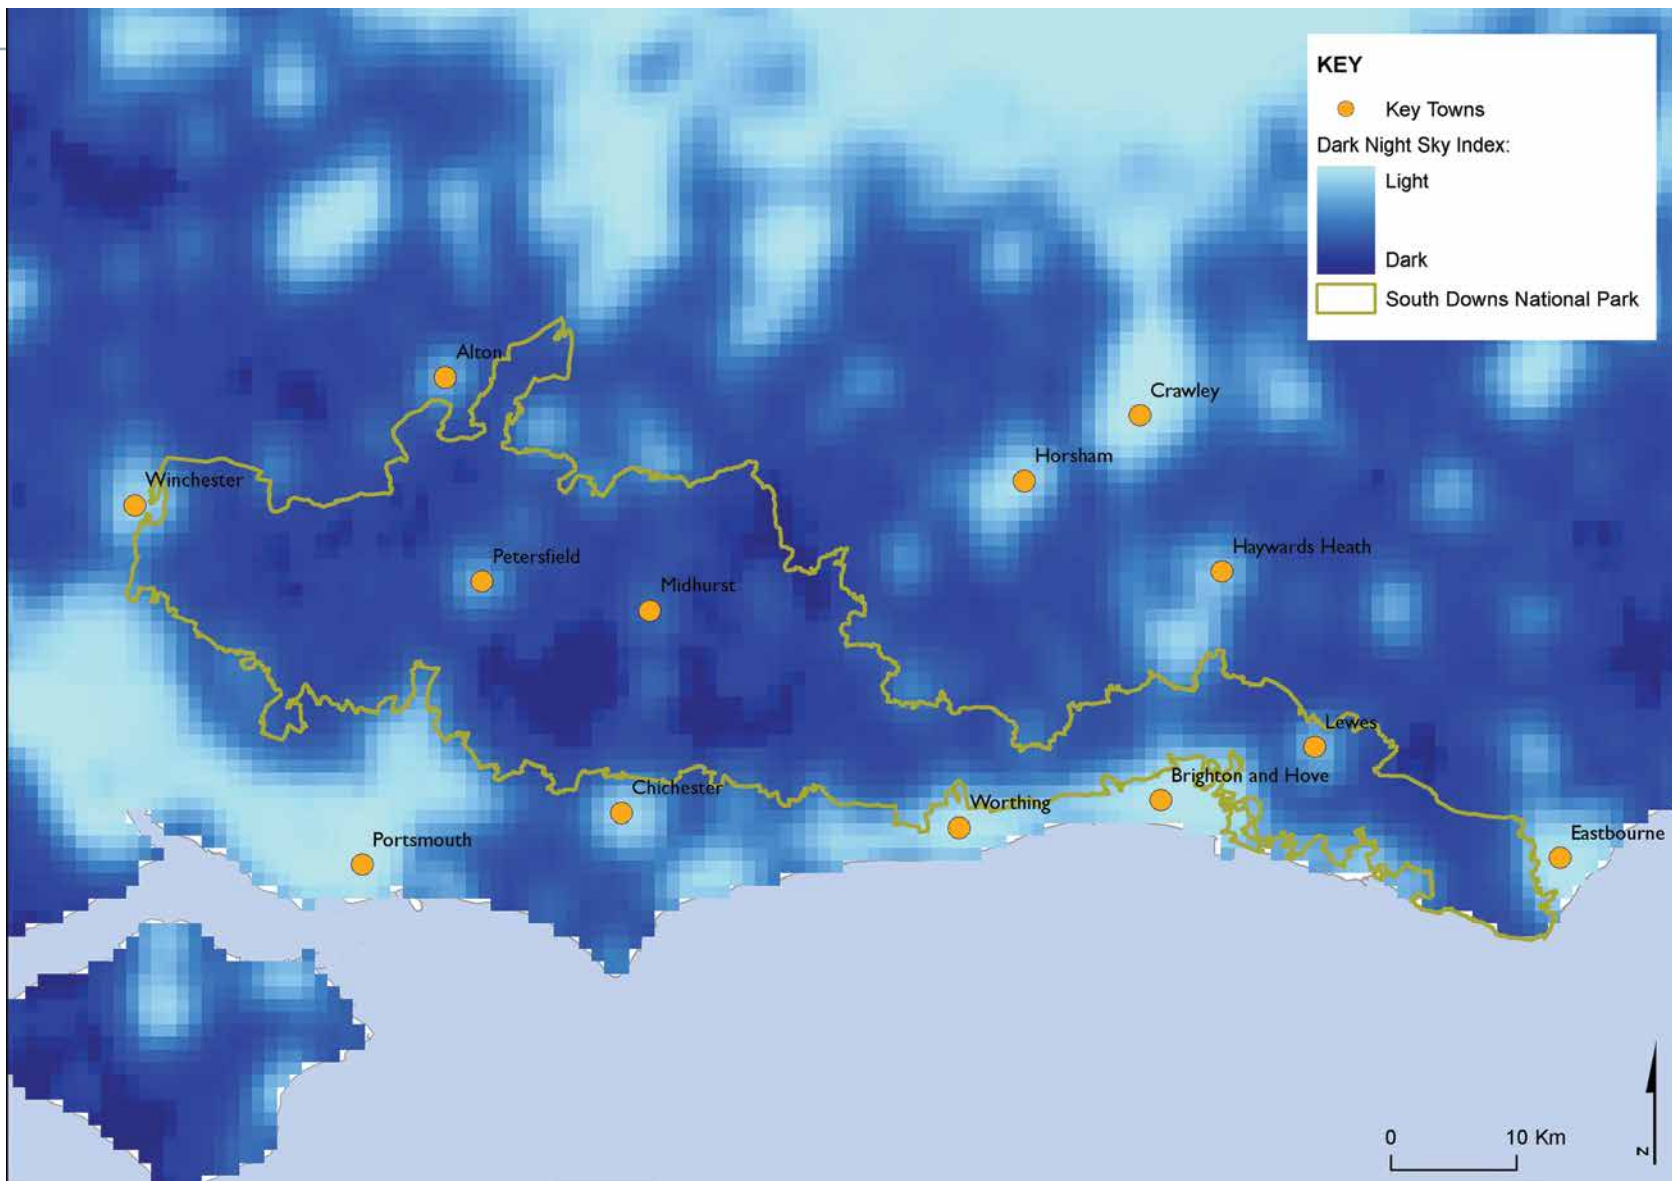 KEY
Key Towns
Dark Night Sky Index:
Light
Dark
South Downs National Park
Alton
Crawley
Horsham
Winchester
Haywards Heath
Petersfield
Midhurst
Lewes
Brighton and Hove
Chichester
Worthing
Portsmouth
Eastbourne
0 10 Km
N